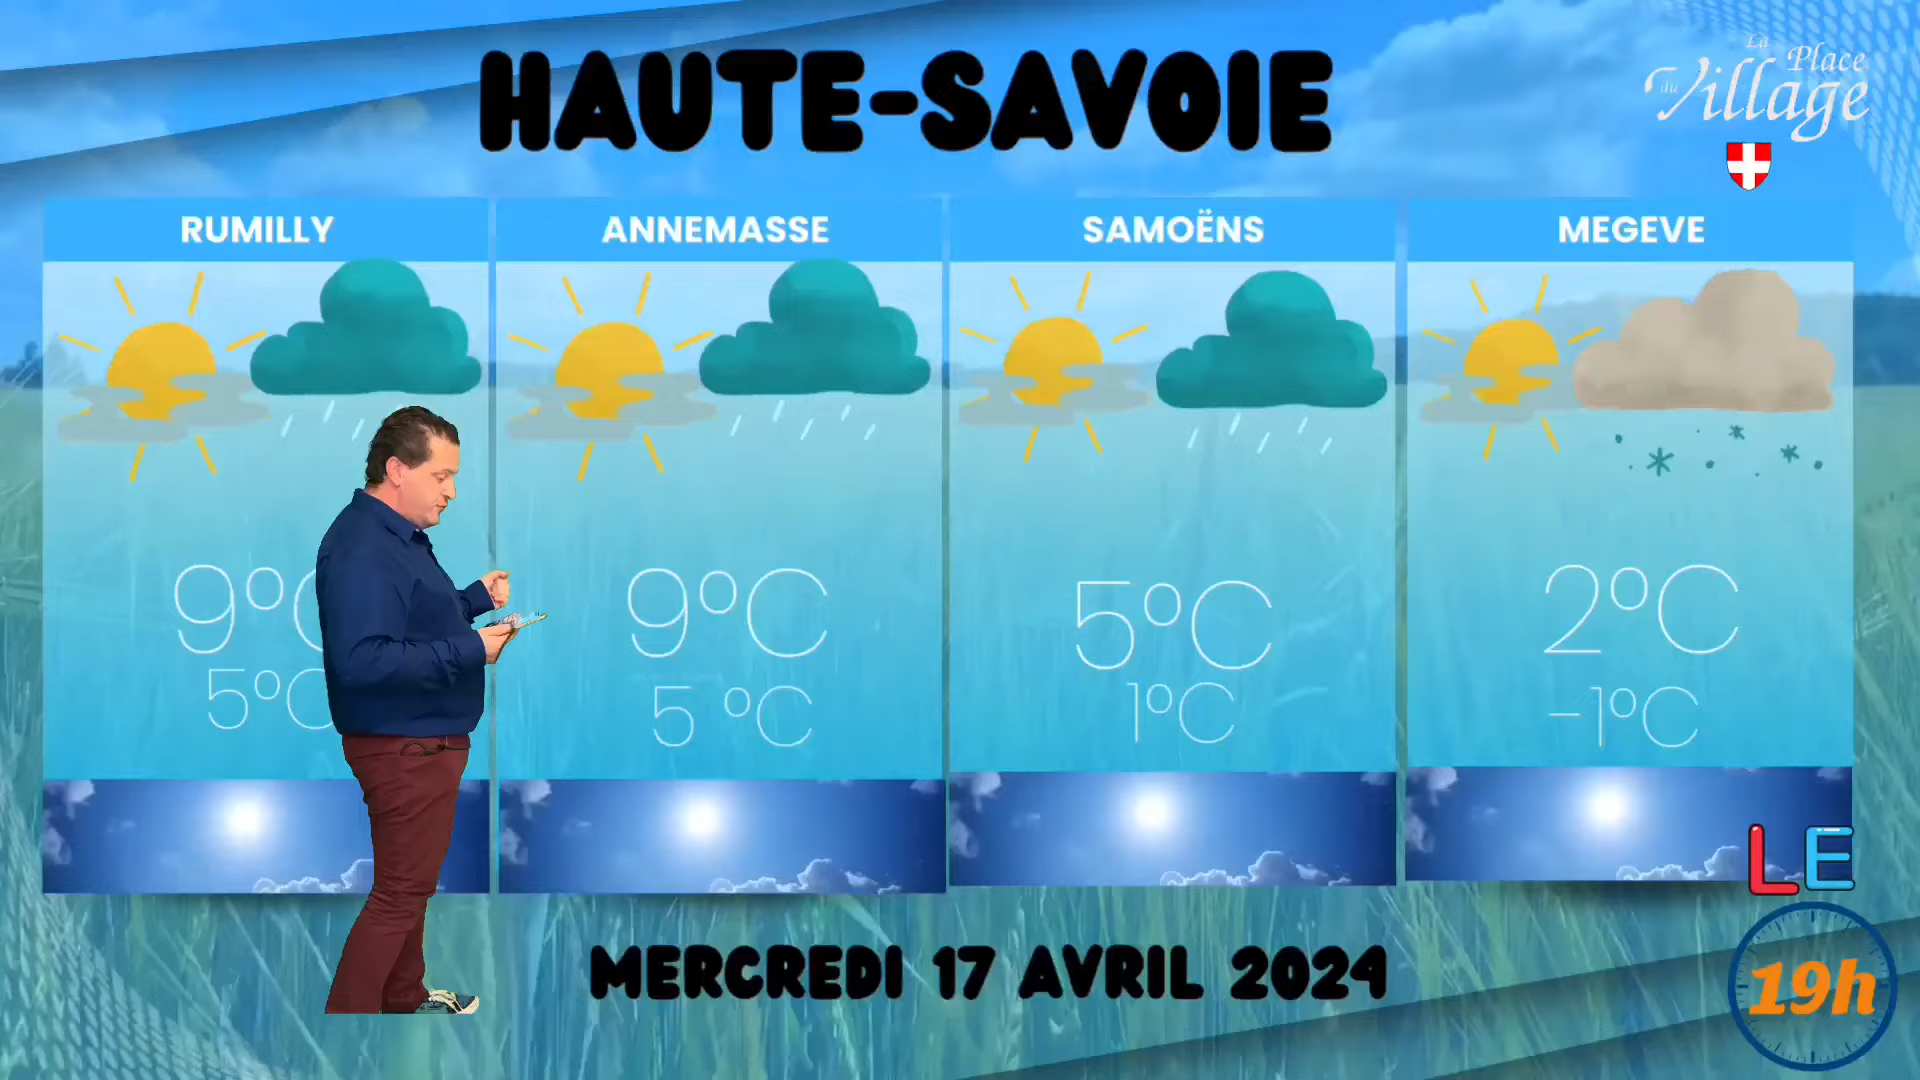 HAUTE-SAVOIE
La Place
du Village
RUMILLY
ANNEMASSE
SAMOËNS
MEGEVE
9°C
9°C
5°C
2°C
5°C
5 °C
1°C
-1°C
LE
19h
MERCREDI 17 AVRIL 2024